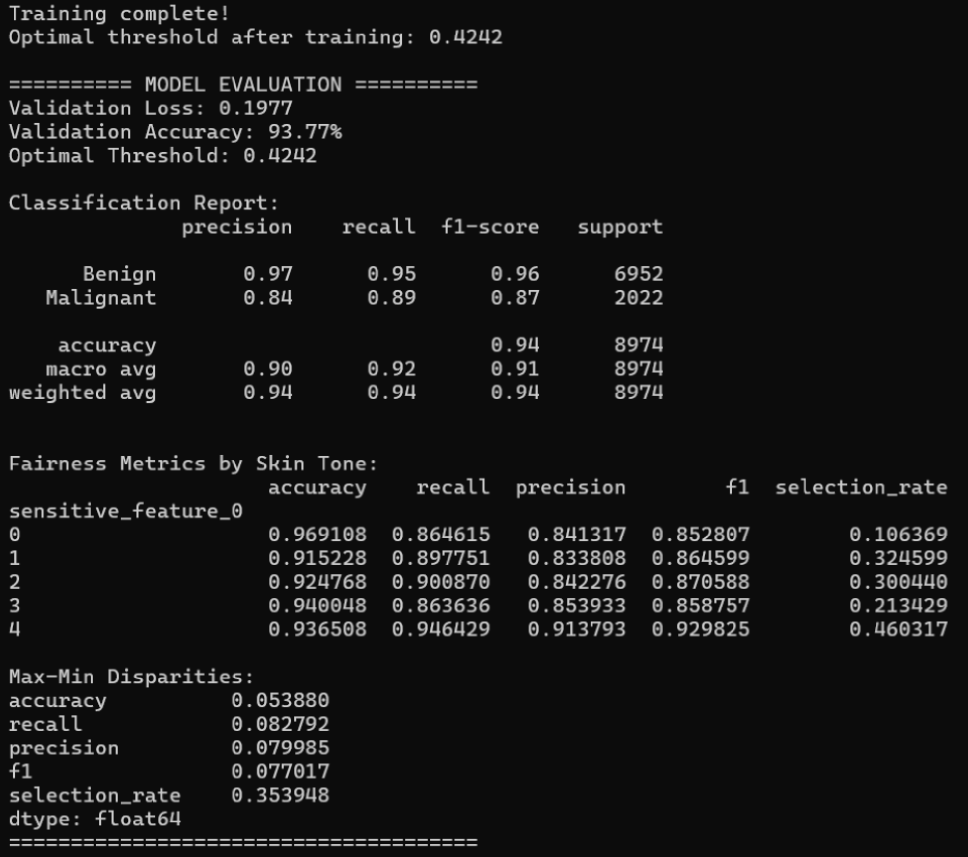 Training complete!
Optimal threshold after training: 0.4242
========== MODEL EVALUATION ==========
Validation Loss: 0.1977
Validation Accuracy: 93.77%
Optimal Threshold: 0.4242
Classification Report:
precision recall f1-score support
Benign 0.97 0.95 0.96 6952
Malignant 0.84 0.89 0.87 2022
accuracy 0.94 8974
macro avg 0.90 0.92 0.91 8974
weighted avg 0.94 0.94 0.94 8974
Fairness Metrics by Skin Tone:
accuracy recall precision f1 selection_rate
sensitive_feature_0
0 0.969108 0.864615 0.841317 0.852807 0.106369
1 0.915228 0.897751 0.833808 0.864599 0.324599
2 0.924768 0.900870 0.842276 0.870588 0.300440
3 0.940048 0.863636 0.853933 0.858757 0.213429
4 0.936508 0.946429 0.913793 0.929825 0.460317
Max-Min Disparities:
accuracy 0.053880
recall 0.082792
precision 0.079985
f1 0.077017
selection_rate 0.353948
dtype: float64
======================================